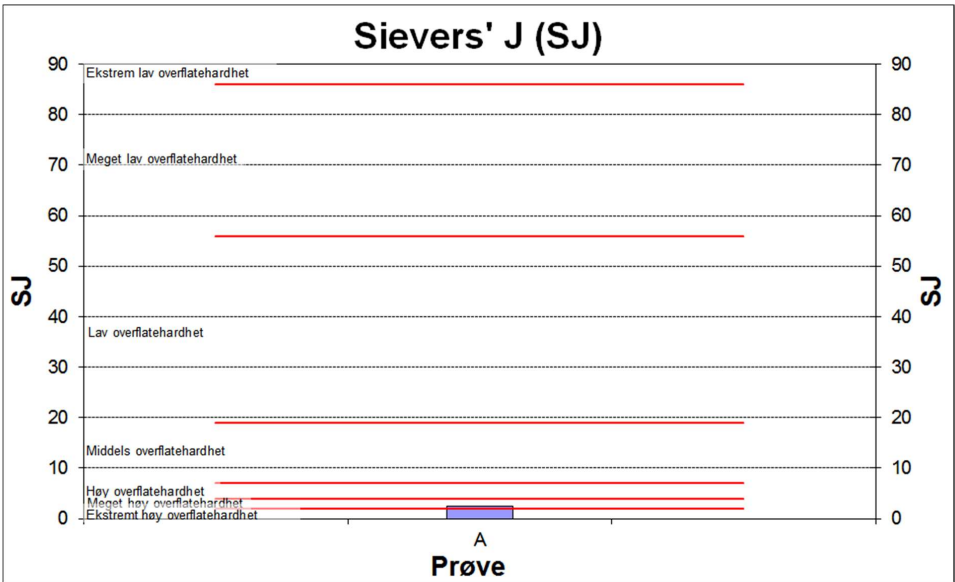 Sievers' J (SJ)
90
90
Ekstrem lav overflatehardhet
80
80
Meget lav overflatehardhet
70
70
60
60
50
50
SJ
SJ
40
40
Lav overflatehardhet
30
30
20
20
Middels overflatehardhet
10
10
Høy overflatehardhet
Meget høy overflatehardhet
Ekstremt høy overflatehardhet
0
0
A
Prøve